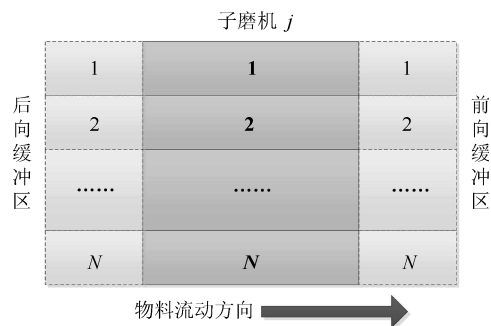 子磨机 j
1 1 1
后向缓冲区
前向缓冲区
2 2 2
…… …… ……
N N N
物料流动方向